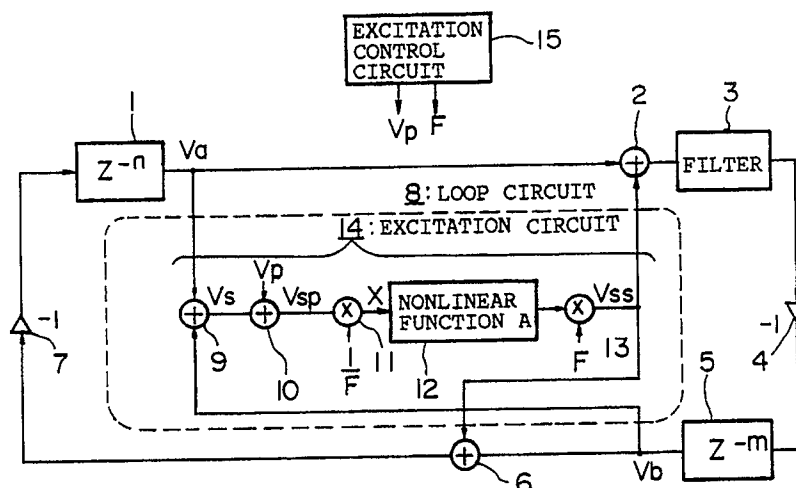 EXCITATION
CONTROL
CIRCUIT
15
Vp F
1
Z⁻ⁿ
Va
2
3
FILTER
8: LOOP CIRCUIT
14: EXCITATION CIRCUIT
Vp
Vs
Vsp
X
NONLINEAR
FUNCTION A
X
Vss
-1
7
9
10
X
1/F
11
12
F
13
-1
4
5
Z⁻ᵐ
Vb
6